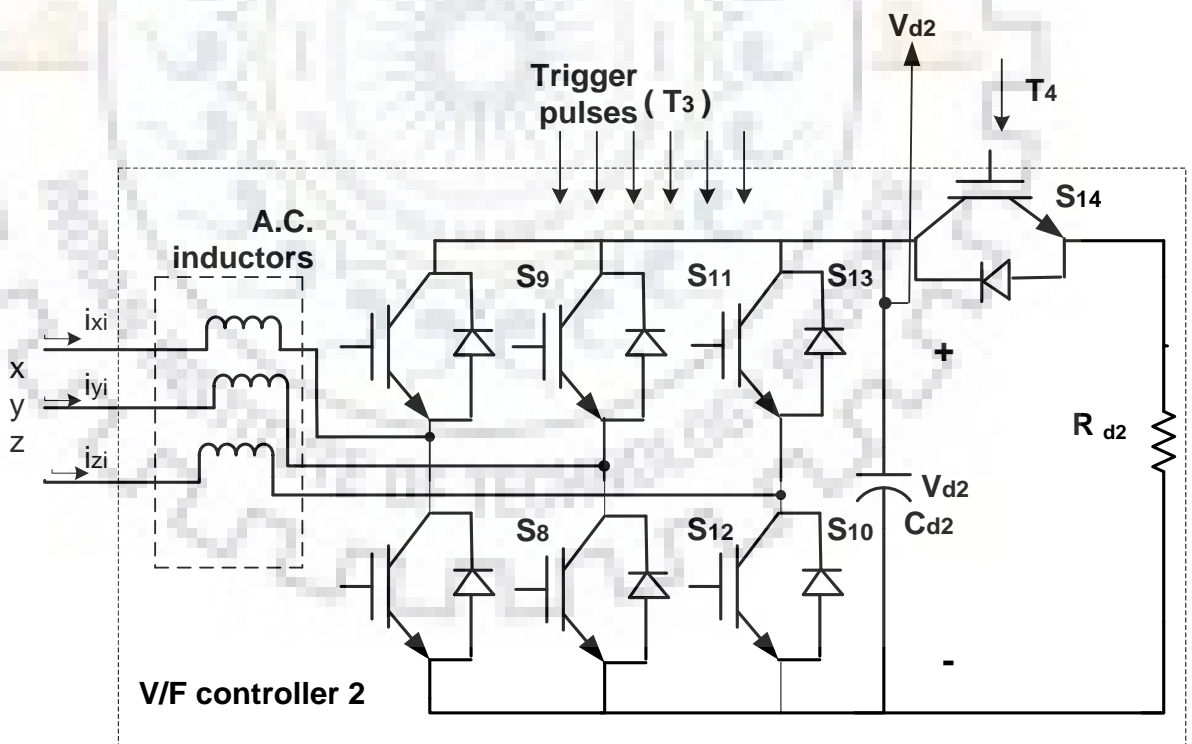 Vd2
Trigger
pulses ( T3 )
T4
S14
A.C.
inductors
S9
S11
S13
ixi
x
+
iyi
y
R d2
z
izi
Vd2
Cd2
S8
S12
S10
-
V/F controller 2